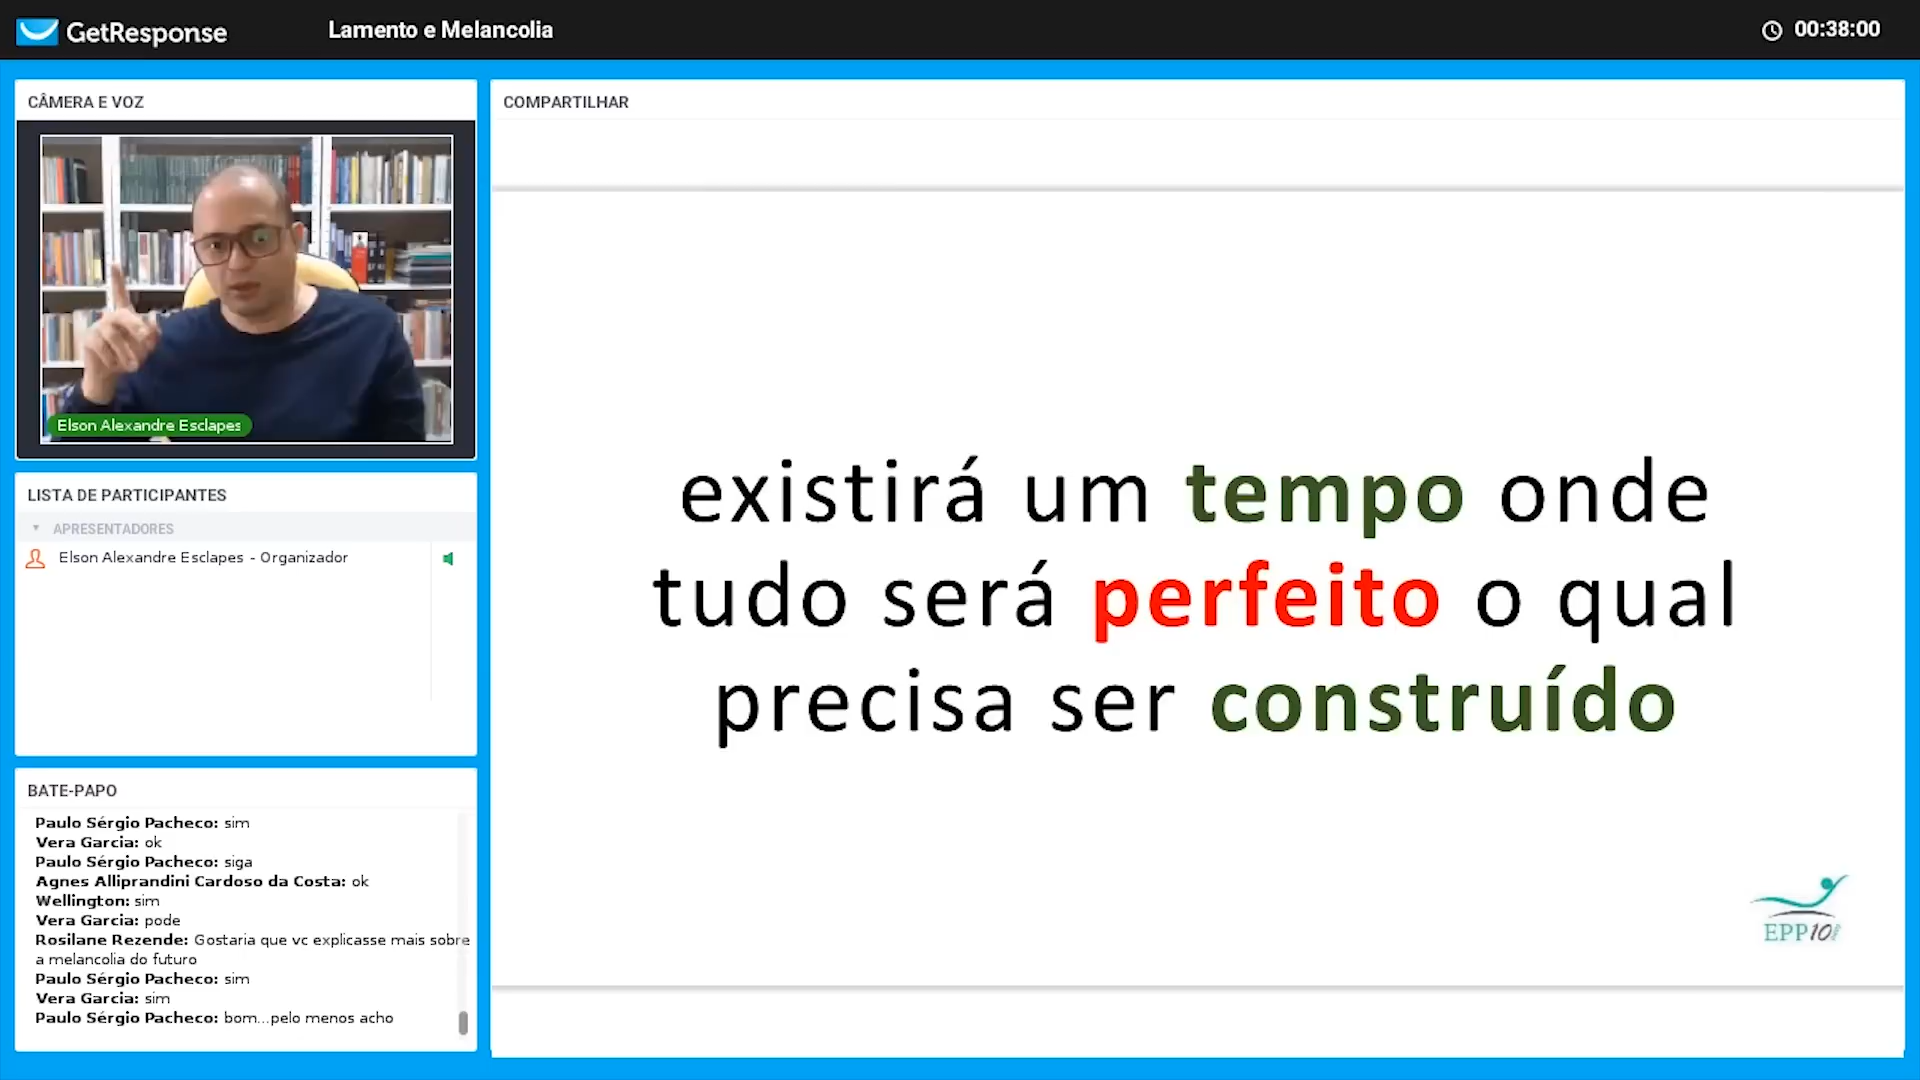 GetResponse
Lamento e Melancolia
00:38:00
CÂMERA E VOZ
Elson Alexandre Esclapes
LISTA DE PARTICIPANTES
APRESENTADORES
Elson Alexandre Esclapes - Organizador
BATE-PAPO
Paulo Sérgio Pacheco: sim
Vera Garcia: ok
Paulo Sérgio Pacheco: siga
Agnes Alliprandini Cardoso da Costa: ok
Wellington: sim
Vera Garcia: pode
Rosilane Rezende: Gostaria que vc explicasse mais sobre
a melancolia do futuro
Paulo Sérgio Pacheco: sim
Vera Garcia: sim
Paulo Sérgio Pacheco: bom...pelo menos acho
COMPARTILHAR
existirá um tempo onde
tudo será perfeito o qual
precisa ser construído
EPP10